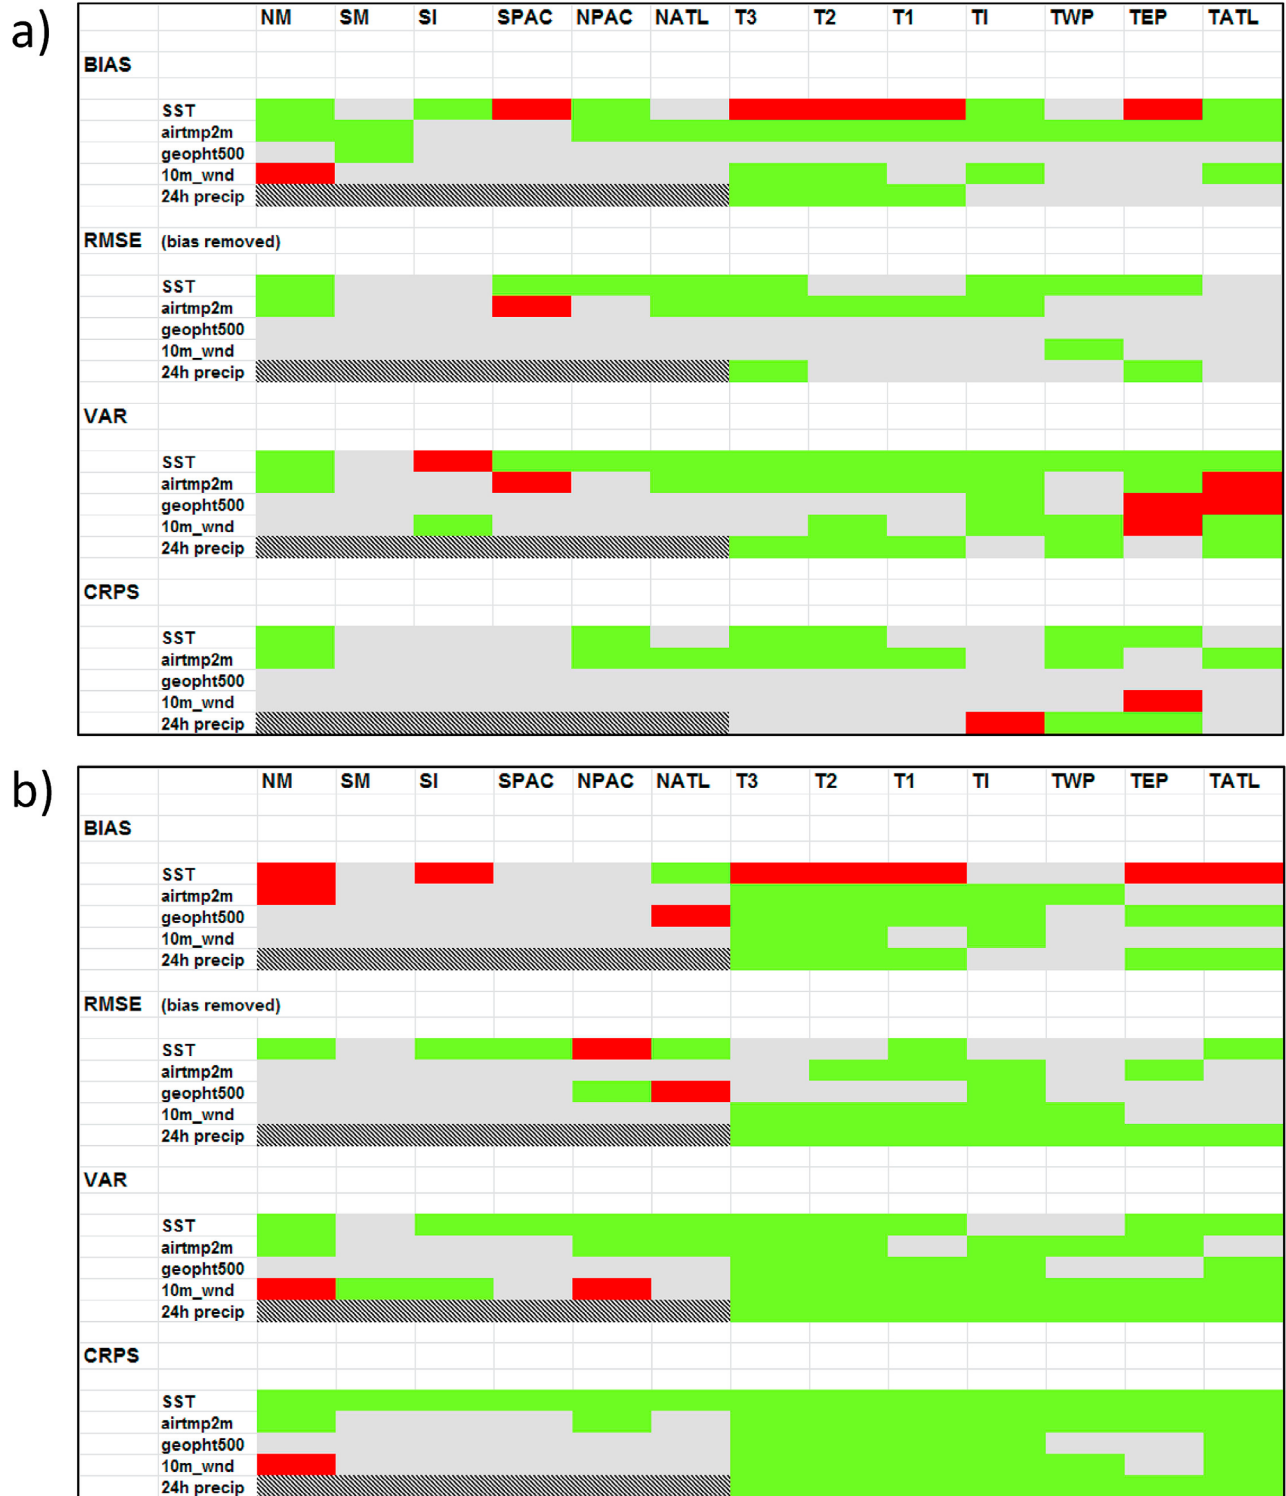 a)
NM SM SI SPAC NPAC NATL T3 T2 T1 TI TWP TEP TATL
BIAS
SST
airtmp2m
geopht500
10m_wnd
24h precip
RMSE (bias removed)
SST
airtmp2m
geopht500
10m_wnd
24h precip
VAR
SST
airtmp2m
geopht500
10m_wnd
24h precip
CRPS
SST
airtmp2m
geopht500
10m_wnd
24h precip
b)
NM SM SI SPAC NPAC NATL T3 T2 T1 TI TWP TEP TATL
BIAS
SST
airtmp2m
geopht500
10m_wnd
24h precip
RMSE (bias removed)
SST
airtmp2m
geopht500
10m_wnd
24h precip
VAR
SST
airtmp2m
geopht500
10m_wnd
24h precip
CRPS
SST
airtmp2m
geopht500
10m_wnd
24h precip